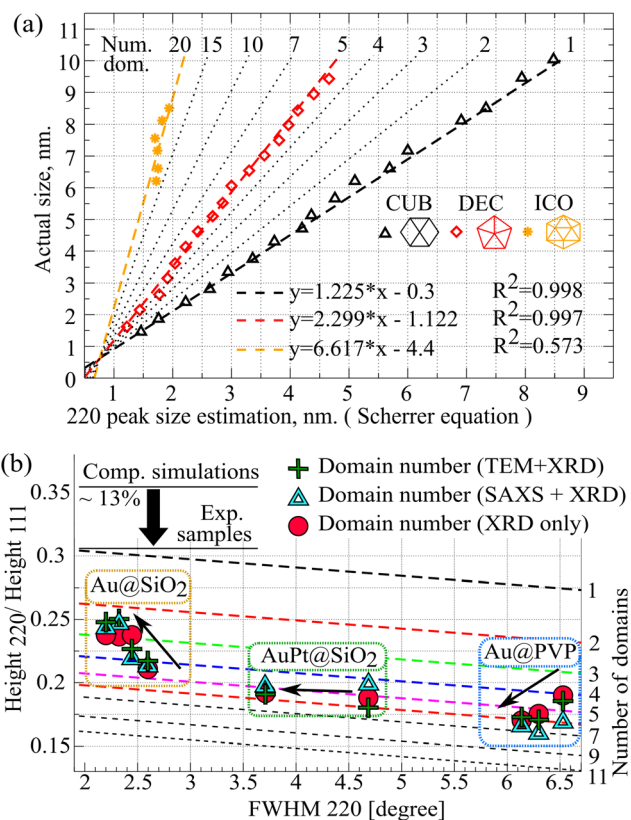 (a)
Num. dom. 20 15 10 7 5 4 3 2 1
11
10
9
8
7
6
5
4
3
2
1
0
Actual size, nm.
CUB DEC ICO
y=1.225*x - 0.3 R²=0.998
y=2.299*x - 1.122 R²=0.997
y=6.617*x - 4.4 R²=0.573
1 2 3 4 5 6 7 8 9
220 peak size estimation, nm. ( Scherrer equation )
(b)
Comp. simulations
~ 13%
Exp. samples
Domain number (TEM+XRD)
Domain number (SAXS + XRD)
Domain number (XRD only)
0.35
0.3
0.25
0.2
0.15
Height 220/ Height 111
Au@SiO₂
AuPt@SiO₂
Au@PVP
1
2
3
4
5
7
9
11
Number of domains
2 2.5 3 3.5 4 4.5 5 5.5 6 6.5
FWHM 220 [degree]